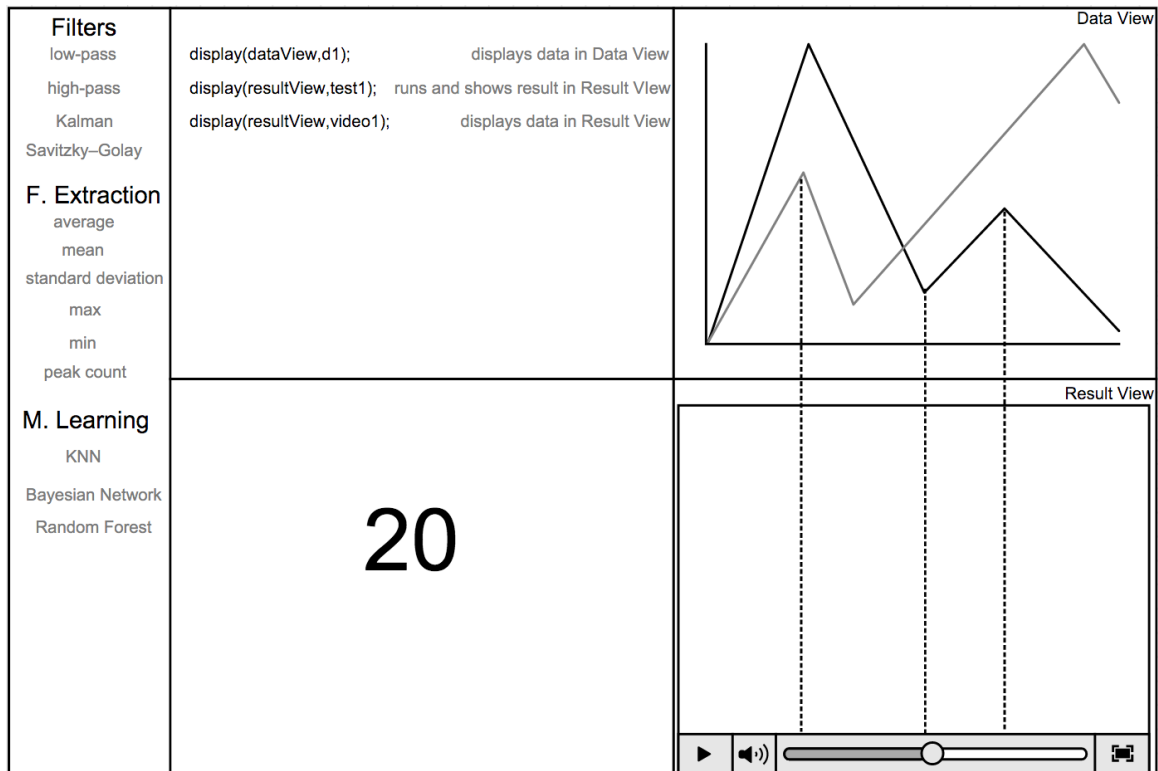 Filters
low-pass
high-pass
Kalman
Savitzky–Golay
F. Extraction
average
mean
standard deviation
max
min
peak count
M. Learning
KNN
Bayesian Network
Random Forest
display(dataView,d1); displays data in Data View
display(resultView,test1); runs and shows result in Result VIew
display(resultView,video1); displays data in Result View
20
Data View
Result View